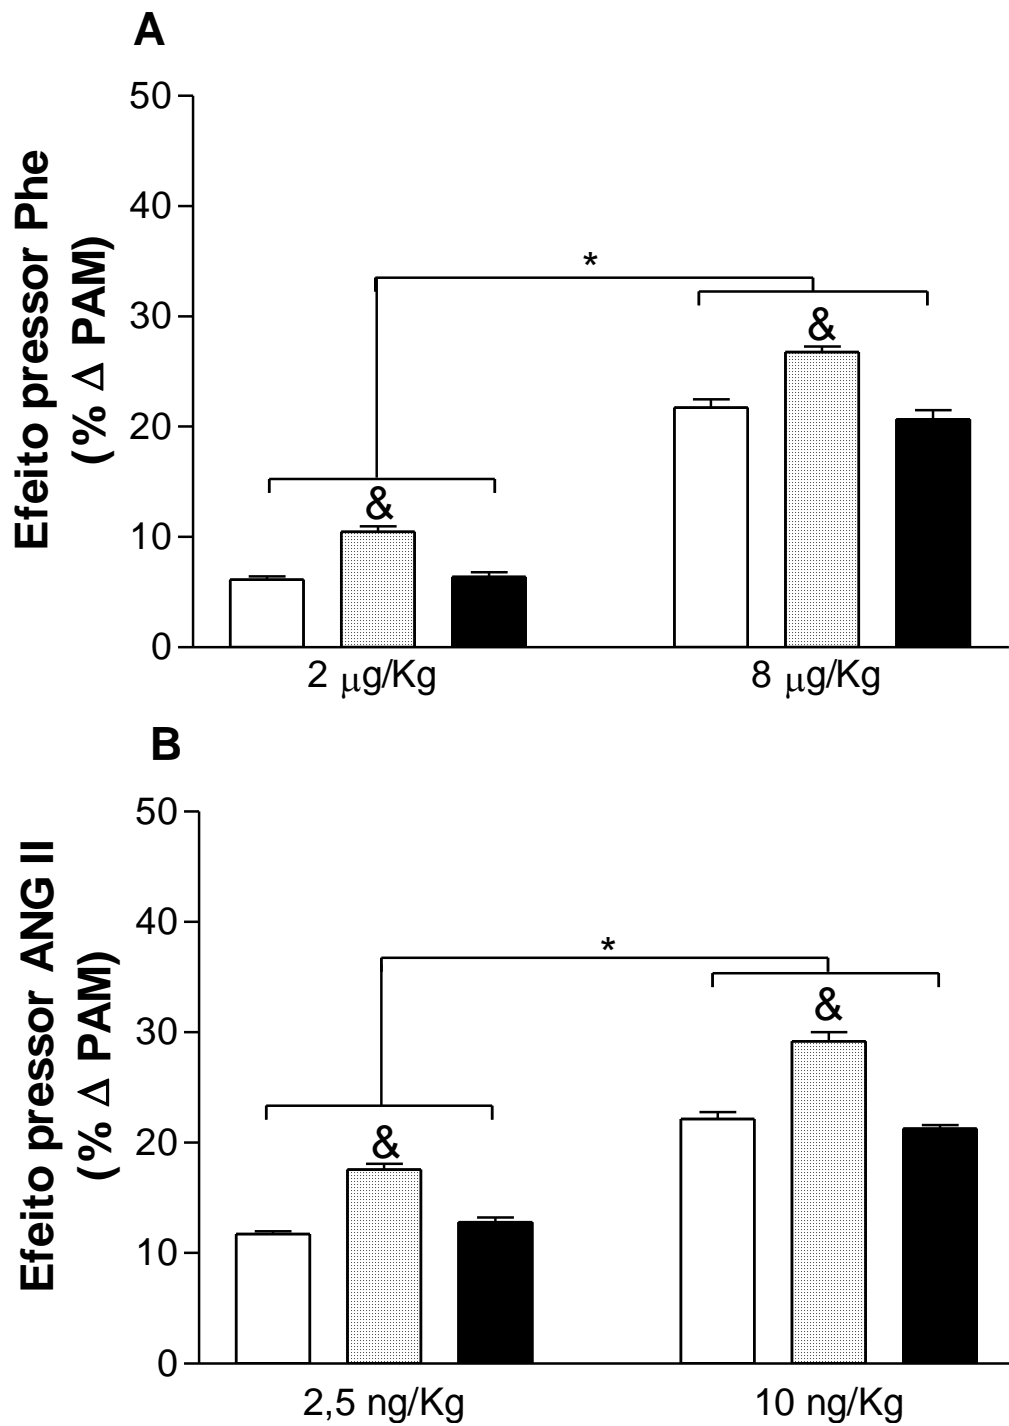 A
Efeito pressor Phe
(% Δ PAM)
50
40
30
20
10
0
*
&
&
2 μg/Kg
8 μg/Kg
B
Efeito pressor ANG II
(% Δ PAM)
50
40
30
20
10
0
*
&
&
2,5 ng/Kg
10 ng/Kg